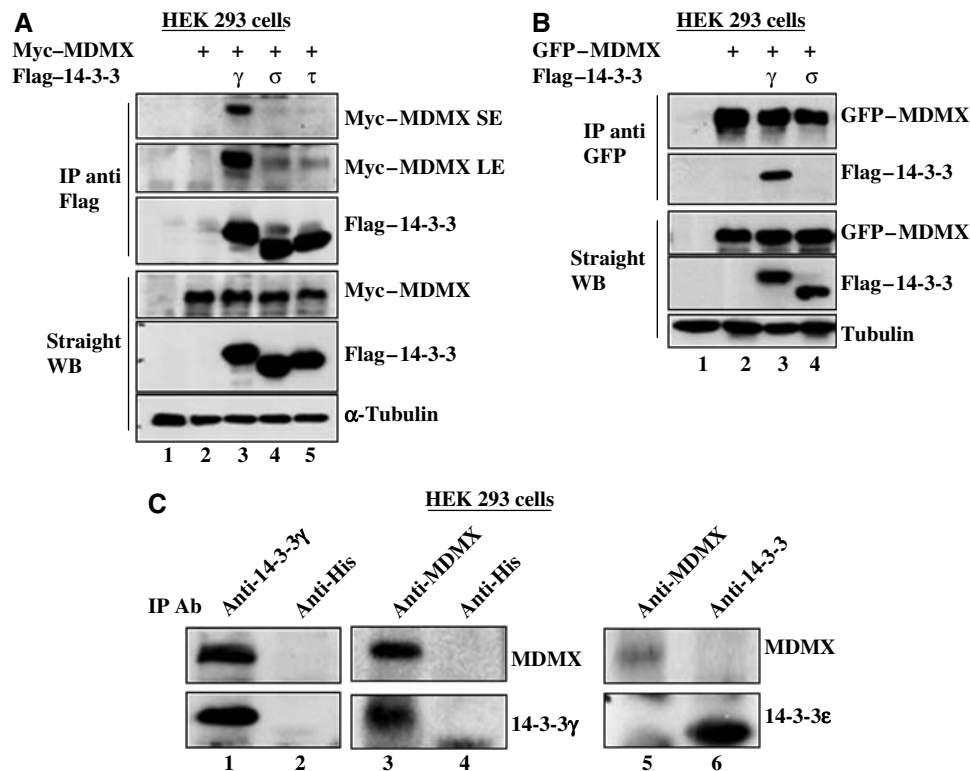 A
HEK 293 cells
Myc–MDMX + + + +
Flag–14-3-3 γ σ τ
IP anti Flag
Myc–MDMX SE
Myc–MDMX LE
Flag–14-3-3
Straight WB
Myc–MDMX
Flag–14-3-3
α-Tubulin
1 2 3 4 5
B
HEK 293 cells
GFP–MDMX + + +
Flag–14-3-3 γ σ
IP anti GFP
GFP–MDMX
Flag–14-3-3
Straight WB
GFP–MDMX
Flag–14-3-3
Tubulin
1 2 3 4
C
HEK 293 cells
IP Ab
Anti-14-3-3γ
Anti-His
Anti-MDMX
Anti-His
Anti-MDMX
Anti-14-3-3
MDMX
MDMX
14-3-3γ
14-3-3ε
1 2 3 4 5 6